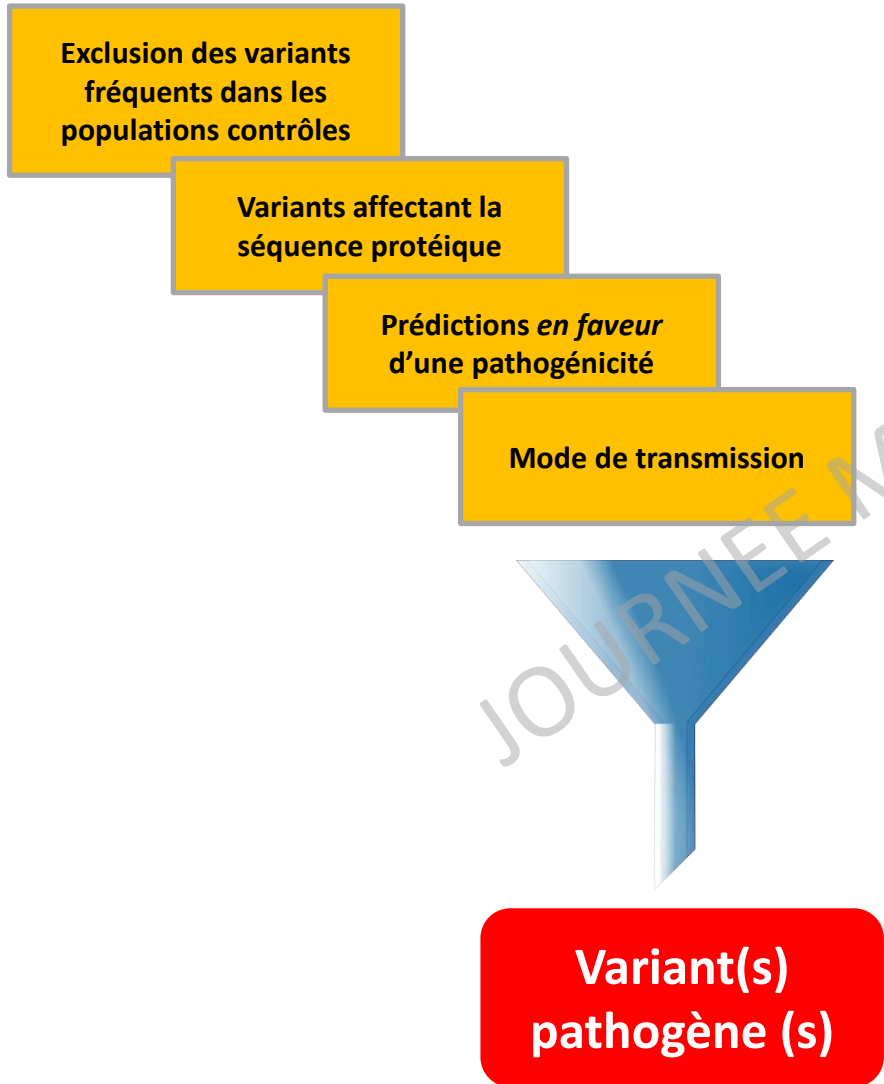 Exclusion des variants
fréquents dans les
populations contrôles
Variants affectant la
séquence protéique
Prédictions en faveur
d’une pathogénicité
Mode de transmission
JOURNEE
Variant(s)
pathogène (s)